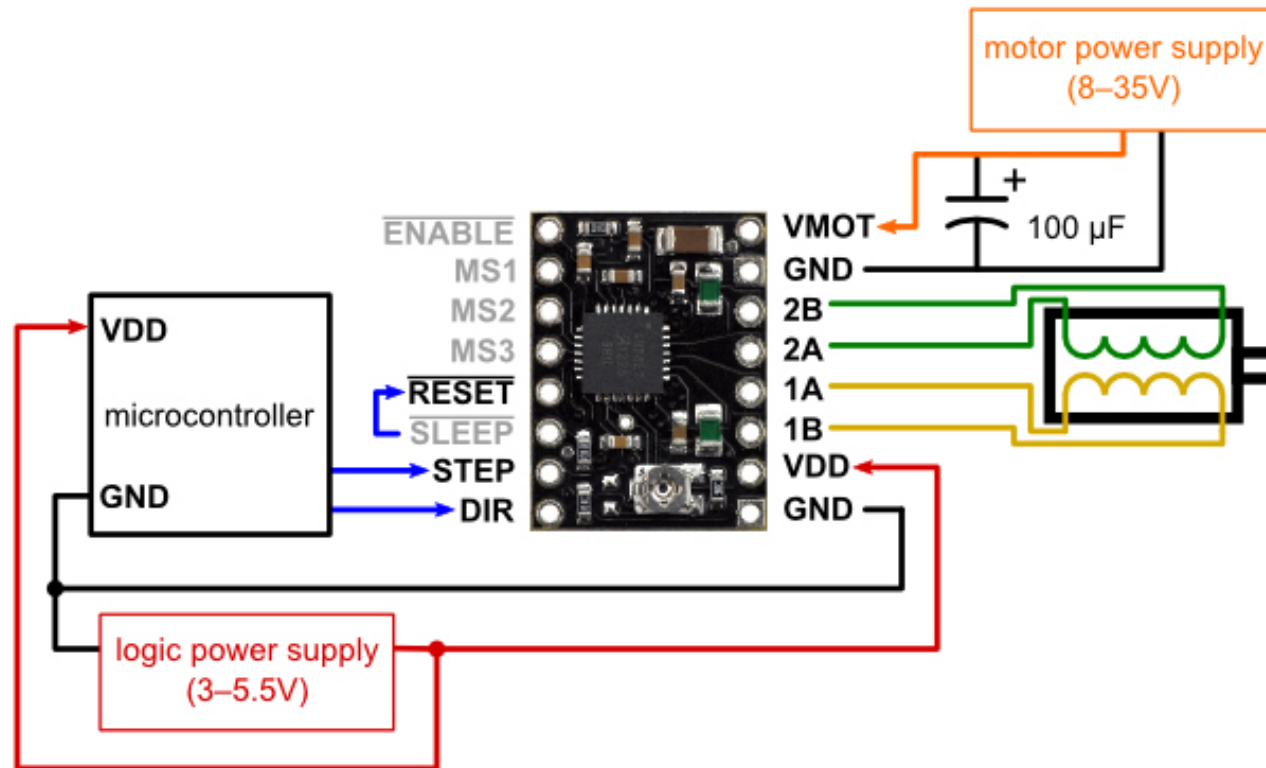 motor power supply
(8–35V)
+
100 µF
ENABLE
MS1
MS2
MS3
RESET
SLEEP
STEP
DIR
VMOT
GND
2B
2A
1A
1B
VDD
GND
VDD
microcontroller
GND
logic power supply
(3–5.5V)